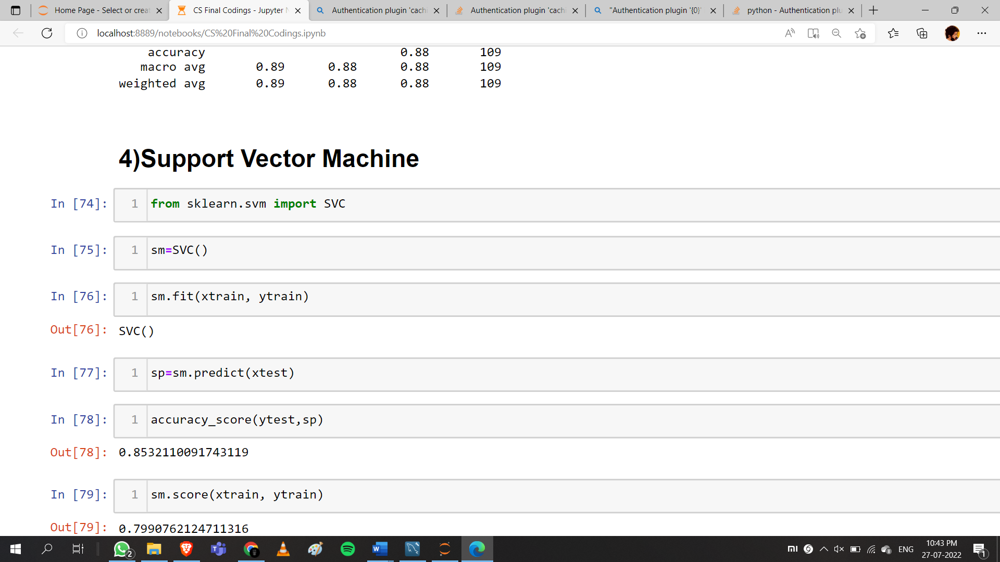 Home Page - Select or creat
CS Final Codings - Jupyter N
Authentication plugin 'cachi
Authentication plugin 'cachi
"Authentication plugin '{0}'
python - Authentication plu
localhost:8889/notebooks/CS%20Final%20Codings.ipynb
accuracy 0.88 109
macro avg 0.89 0.88 0.88 109
weighted avg 0.89 0.88 0.88 109
4)Support Vector Machine
In [74]: 1 from sklearn.svm import SVC
In [75]: 1 sm=SVC()
In [76]: 1 sm.fit(xtrain, ytrain)
Out[76]: SVC()
In [77]: 1 sp=sm.predict(xtest)
In [78]: 1 accuracy_score(ytest,sp)
Out[78]: 0.8532110091743119
In [79]: 1 sm.score(xtrain, ytrain)
Out[79]: 0.7990762124711316
2
ENG
10:43 PM
27-07-2022
1